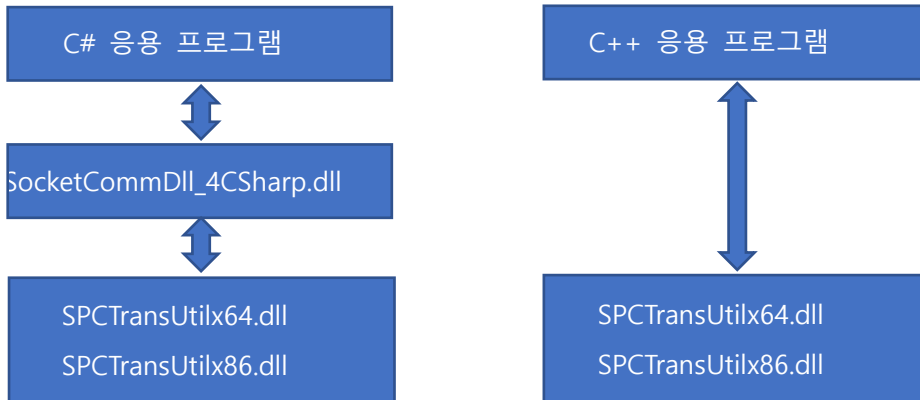 C# 응용 프로그램
SocketCommDll_4CSharp.dll
SPCTransUtilx64.dll
SPCTransUtilx86.dll
C++ 응용 프로그램
SPCTransUtilx64.dll
SPCTransUtilx86.dll